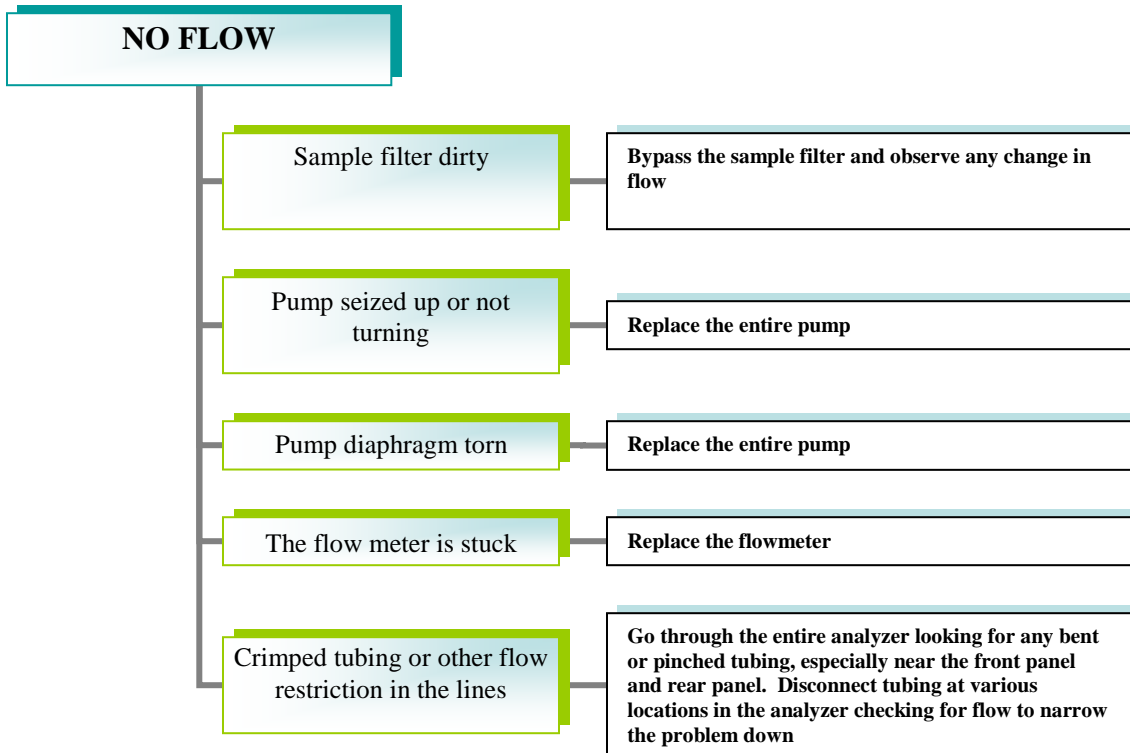 NO FLOW
Sample filter dirty
Bypass the sample filter and observe any change in
flow
Pump seized up or not
turning
Replace the entire pump
Pump diaphragm torn
Replace the entire pump
The flow meter is stuck
Replace the flowmeter
Crimped tubing or other flow
restriction in the lines
Go through the entire analyzer looking for any bent
or pinched tubing, especially near the front panel
and rear panel.  Disconnect tubing at various
locations in the analyzer checking for flow to narrow
the problem down